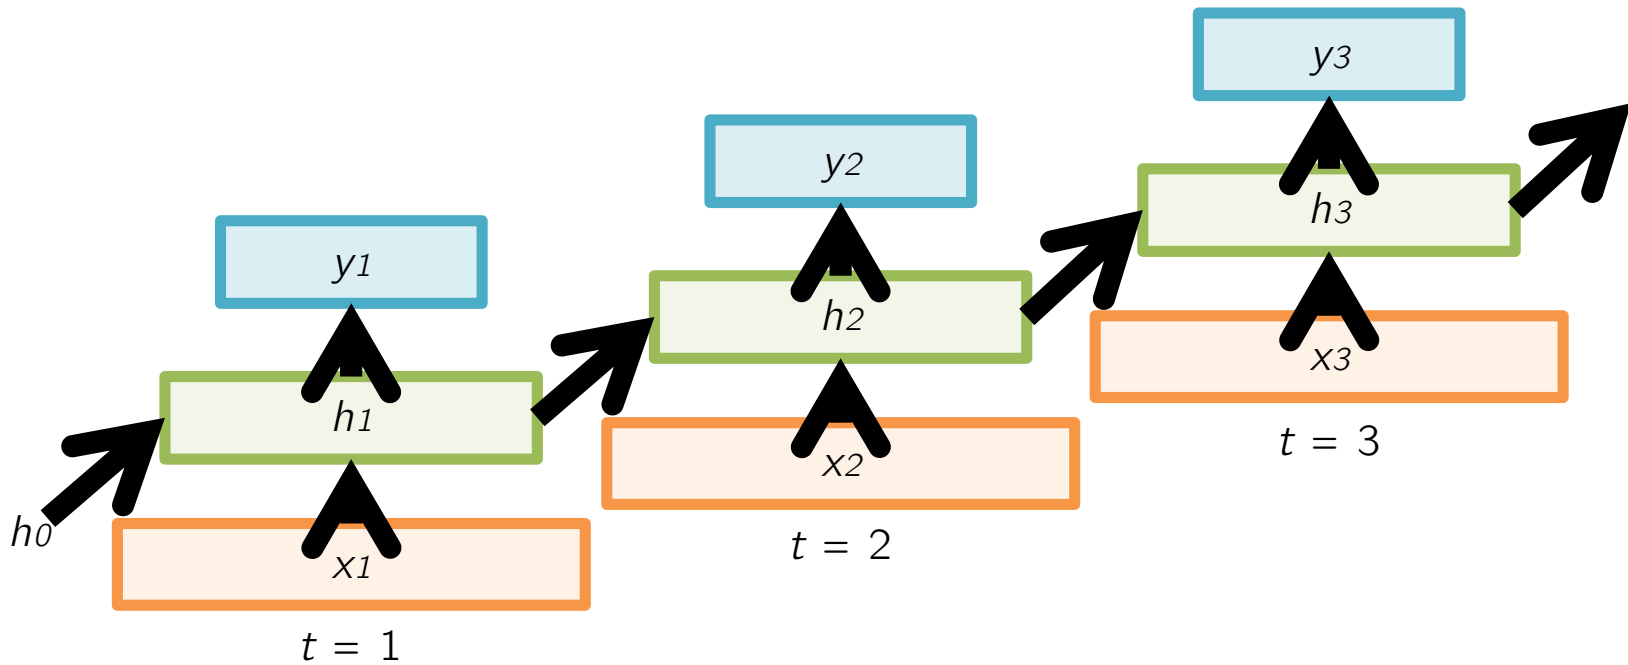 y3
y2
h3
y1
h2
x3
h1
t = 3
x2
h0
t = 2
x1
t = 1